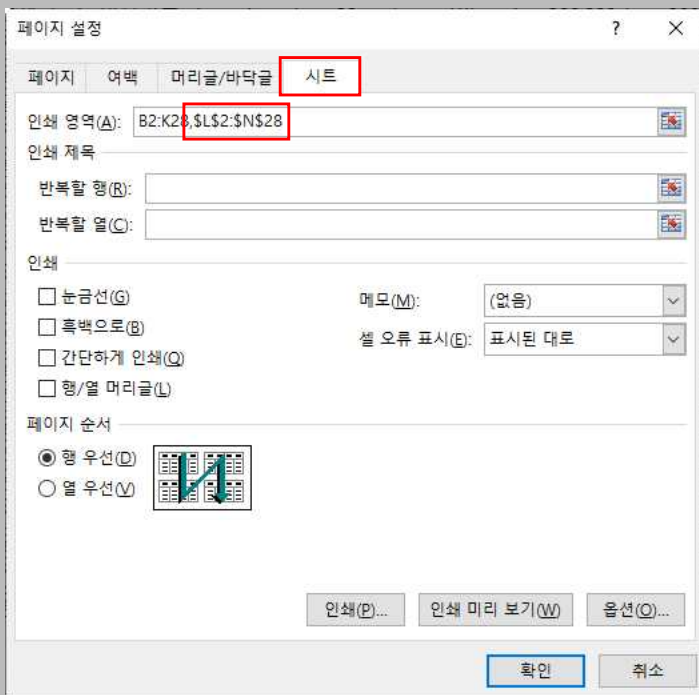 페이지 설정 ? ×
페이지 여백 머리글/바닥글 시트
인쇄 영역(A): B2:K28,$L$2:$N$28
인쇄 제목
반복할 행(R):
반복할 열(C):
인쇄
눈금선(G) 메모(M): (없음)
흑백으로(B)
셀 오류 표시(E): 표시된 대로
간단하게 인쇄(Q)
행/열 머리글(L)
페이지 순서
행 우선(D)
열 우선(V)
인쇄(P)... 인쇄 미리 보기(W) 옵션(O)...
확인 취소